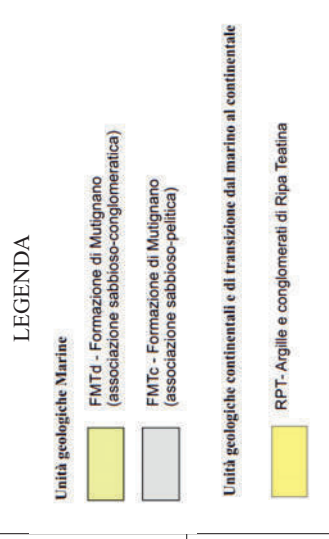 LEGENDA
Unità geologiche Marine
FMTd - Formazione di Mutignano
(associazione sabbioso-conglomeratica)
FMTc - Formazione di Mutignano
(associazione sabbioso-pelitica)
Unità geologiche continentali e di transizione dal marino al continentale
RPT- Argille e conglomerati di Ripa Teatina